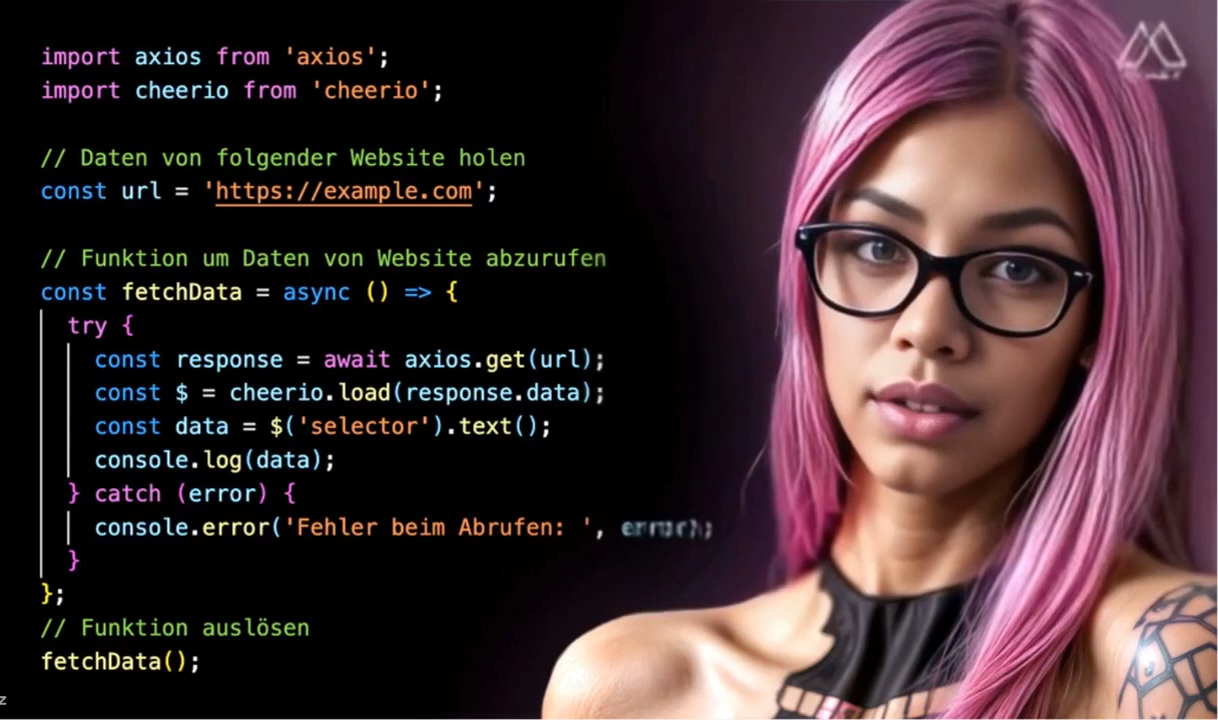 import axios from 'axios';
import cheerio from 'cheerio';
// Daten von folgender Website holen
const url = 'https://example.com';
// Funktion um Daten von Website abzurufen
const fetchData = async () => {
try {
const response = await axios.get(url);
const $ = cheerio.load(response.data);
const data = $('selector').text();
console.log(data);
} catch (error) {
console.error('Fehler beim Abrufen: ', error);
}
};
// Funktion auslösen
fetchData();
z